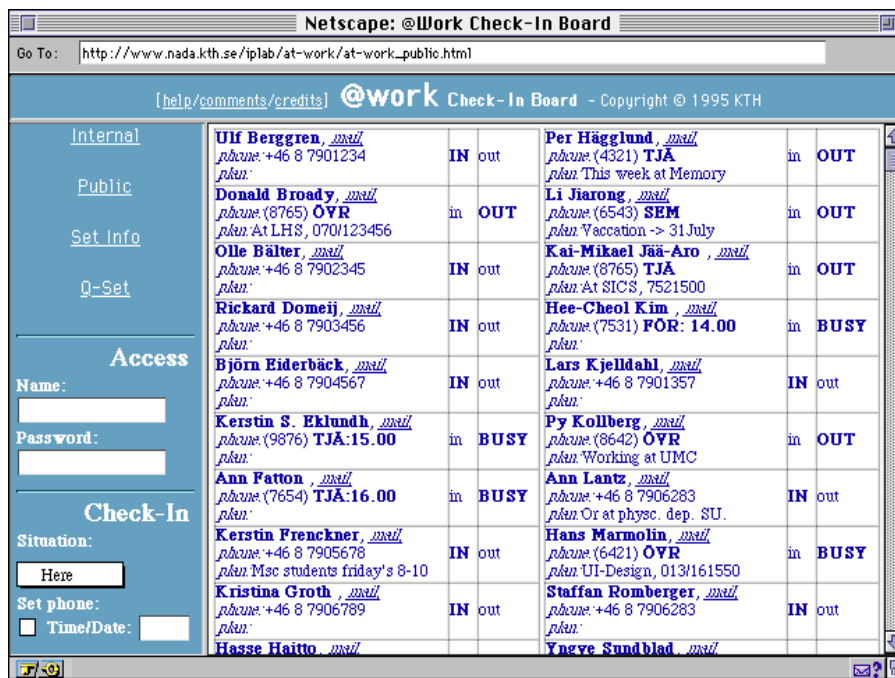 Netscape: @Work Check-In Board
Go To: http://www.nada.kth.se/iplab/at-work/at-work_public.html
[help/comments/credits] @work Check-In Board - Copyright © 1995 KTH
Internal
Public
Set Info
Q-Set
Access
Name:
Password:
Check-In
Situation:
Here
Set phone:
Time/Date:
Ulf Berggren, mail
phone:+46 8 7901234 IN out
plan:
Donald Broady, mail
phone:(8765) ÖVR in OUT
plan:At LHS, 070/123456
Olle Bälter, mail
phone:+46 8 7902345 IN out
plan:
Rickard Domeij, mail
phone:+46 8 7903456 IN out
plan:
Björn Eiderbäck, mail
phone:+46 8 7904567 IN out
plan:
Kerstin S. Eklundh, mail
phone:(9876) TJÄ:15.00 in BUSY
plan:
Ann Fatton , mail
phone:(7654) TJÄ:16.00 in BUSY
plan:
Kerstin Frenckner, mail
phone:+46 8 7905678 IN out
plan:Msc students friday's 8-10
Kristina Groth , mail
phone:+46 8 7906789 IN out
plan:
Hasse Haitto, mail
Per Hägglund, mail
phone:(4321) TJÄ in OUT
plan:This week at Memory
Li Jiarong, mail
phone:(6543) SEM in OUT
plan:Vaccation -> 31July
Kai-Mikael Jää-Aro , mail
phone:(8765) TJÄ in OUT
plan:At SICS, 7521500
Hee-Cheol Kim , mail
phone:(7531) FÖR: 14.00 in BUSY
plan:
Lars Kjelldahl, mail
phone:+46 8 7901357 IN out
plan:
Py Kollberg, mail
phone:(8642) ÖVR in OUT
plan:Working at UMC
Ann Lantz, mail
phone:+46 8 7906283 IN out
plan:Or at physc. dep. SU.
Hans Marmolin, mail
phone:(6421) ÖVR in BUSY
plan:UI-Design, 013/161550
Staffan Romberger, mail
phone:+46 8 7906283 IN out
plan:
Yngve Sundblad, mail
?